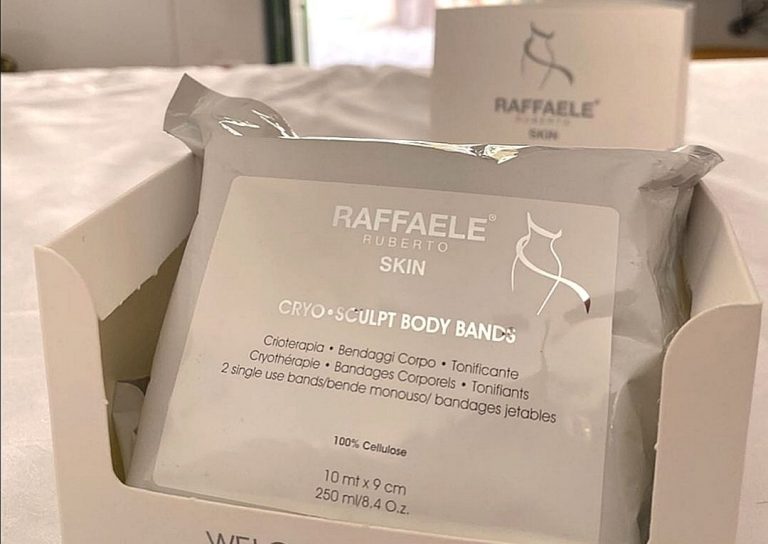 RAFFAELE®
RUBERTO
SKIN
RAFFAELE®
RUBERTO
SKIN
CRYO•SCULPT BODY BANDS
Crioterapia • Bendaggi Corpo • Tonificante
Cryothérapie • Bandages Corporels • Tonifiants
2 single use bands/bende monouso/ bandages jetables
100% Cellulose
10 mt x 9 cm
250 ml/8.4 O.z.